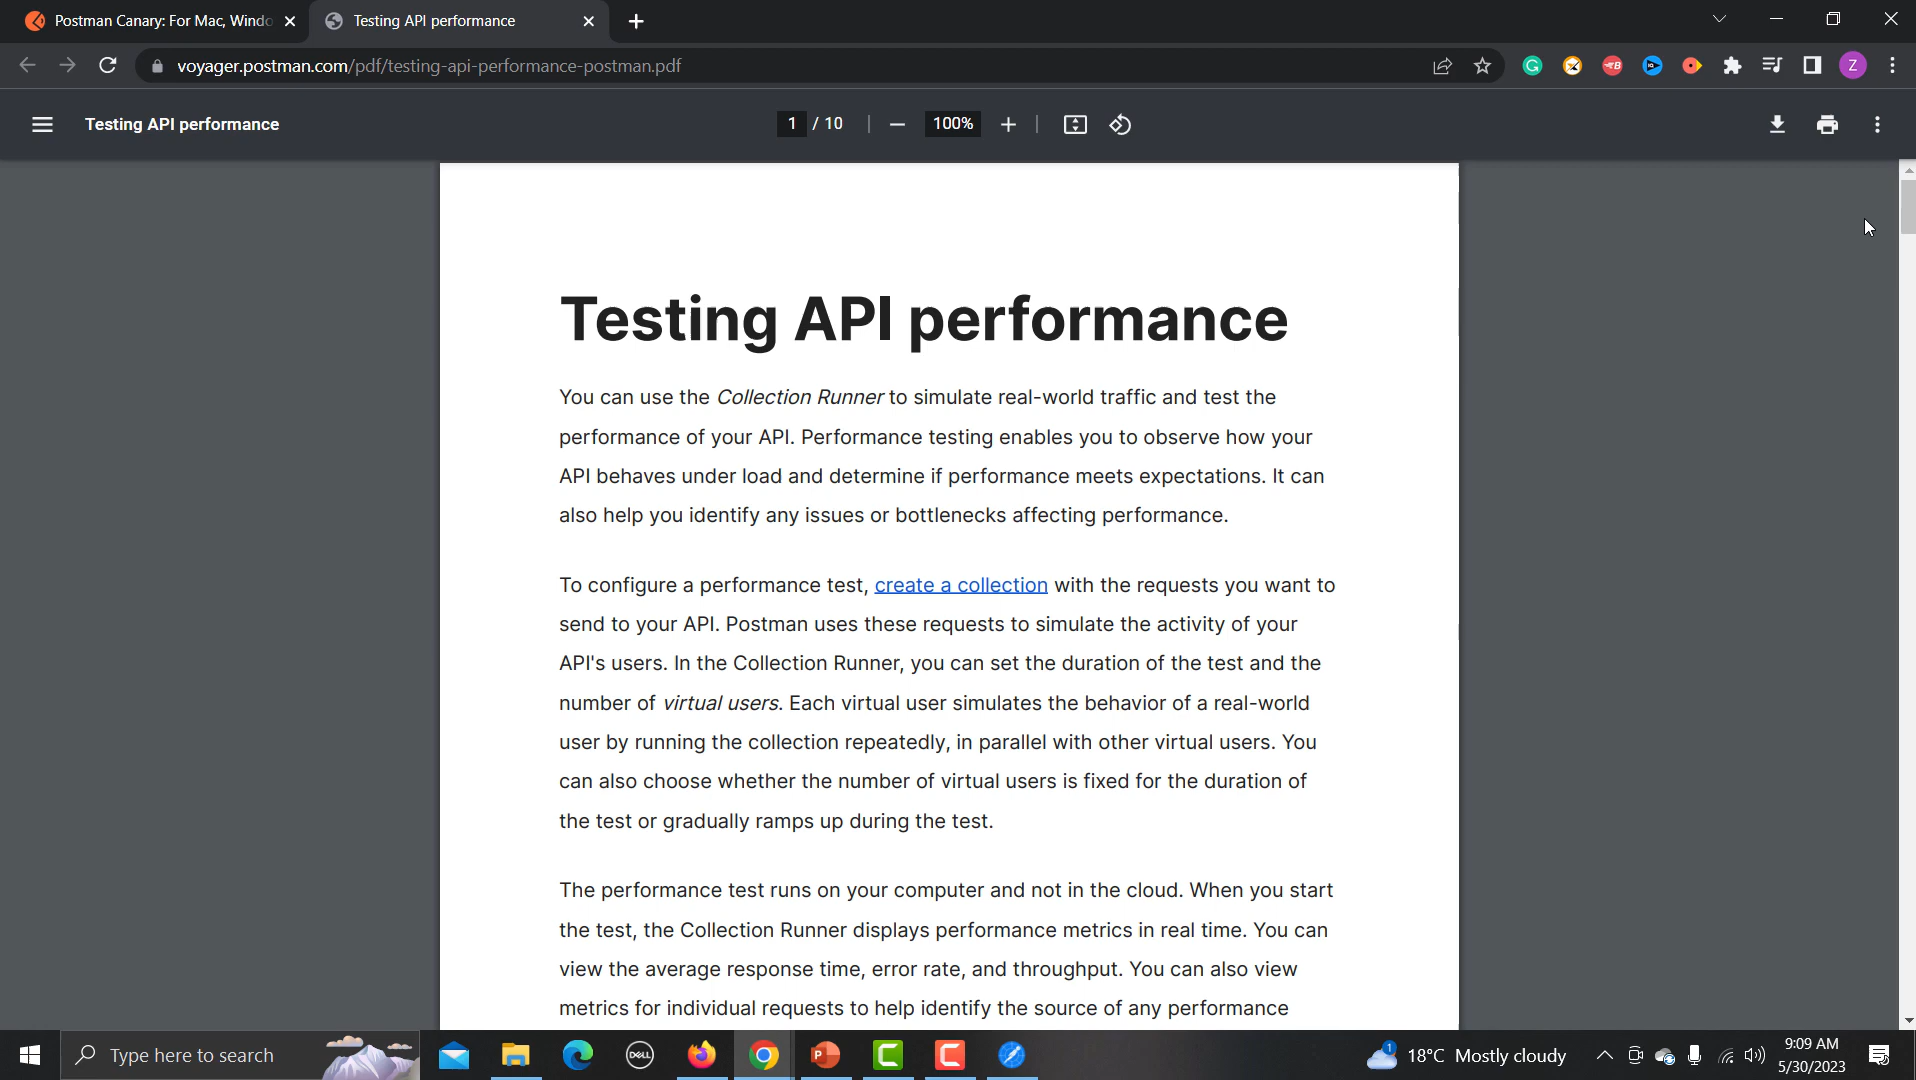 Postman Canary: For Mac, Windo
Testing API performance
voyager.postman.com/pdf/testing-api-performance-postman.pdf
Z
Testing API performance
1 / 10
100%
Testing API performance
You can use the Collection Runner to simulate real-world traffic and test the
performance of your API. Performance testing enables you to observe how your
API behaves under load and determine if performance meets expectations. It can
also help you identify any issues or bottlenecks affecting performance.
To configure a performance test, create a collection with the requests you want to
send to your API. Postman uses these requests to simulate the activity of your
API's users. In the Collection Runner, you can set the duration of the test and the
number of virtual users. Each virtual user simulates the behavior of a real-world
user by running the collection repeatedly, in parallel with other virtual users. You
can also choose whether the number of virtual users is fixed for the duration of
the test or gradually ramps up during the test.
The performance test runs on your computer and not in the cloud. When you start
the test, the Collection Runner displays performance metrics in real time. You can
view the average response time, error rate, and throughput. You can also view
metrics for individual requests to help identify the source of any performance
Type here to search
DELL
P
C
C
1
18°C Mostly cloudy
9:09 AM
5/30/2023